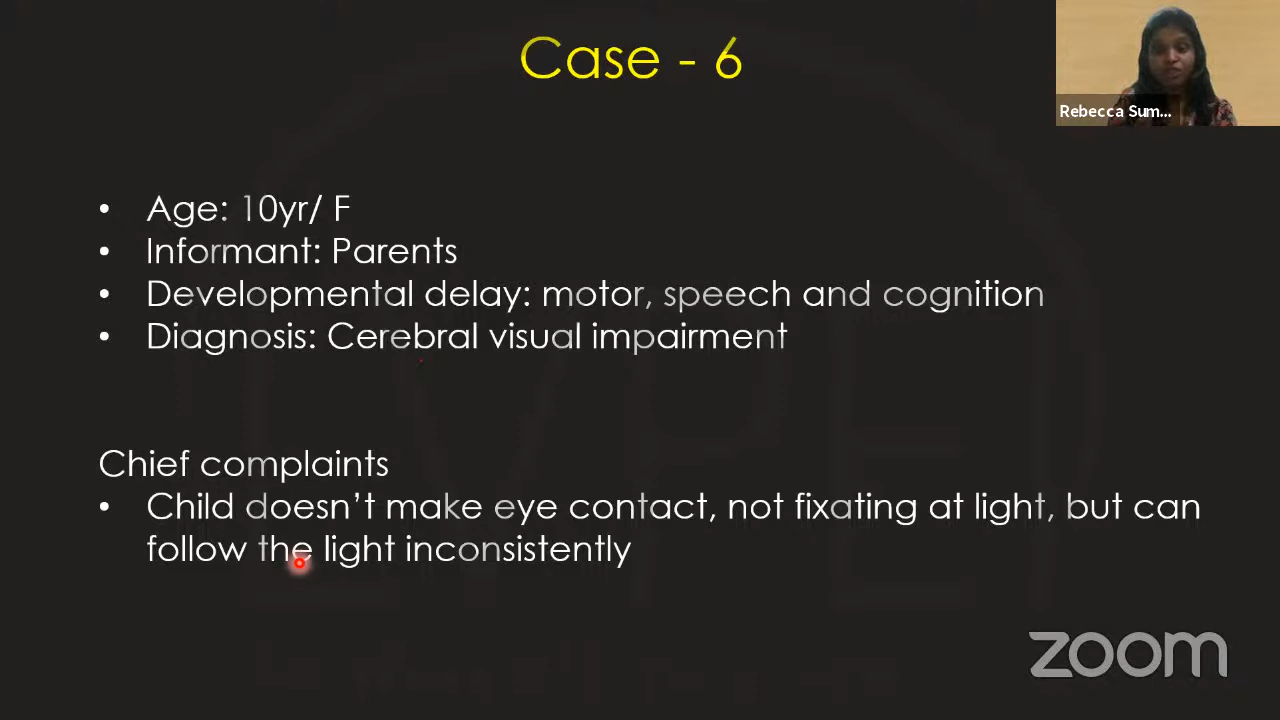 Case - 6
Rebecca Sum...
• Age: 10yr/ F
• Informant: Parents
• Developmental delay: motor, speech and cognition
• Diagnosis: Cerebral visual impairment
Chief complaints
• Child doesn't make eye contact, not fixating at light, but can
follow the light inconsistently
zoom